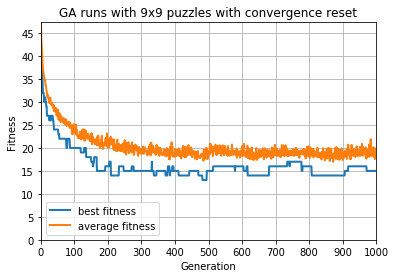 GA runs with 9x9 puzzles with convergence reset
Fitness
45
40
35
30
25
20
15
10
5
0
best fitness
average fitness
0 100 200 300 400 500 600 700 800 900 1000
Generation